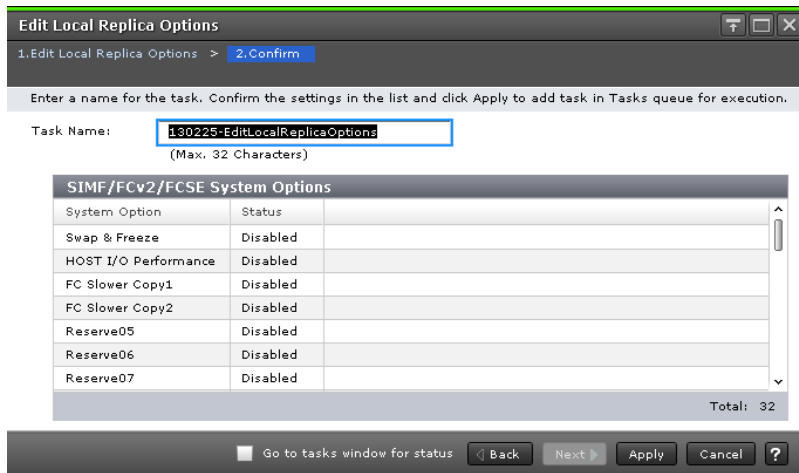 Edit Local Replica Options
1.Edit Local Replica Options > 2.Confirm
Enter a name for the task. Confirm the settings in the list and click Apply to add task in Tasks queue for execution.
Task Name: 130225-EditLocalReplicaOptions
(Max. 32 Characters)
SIMF/FCv2/FCSE System Options
System Option Status
Swap & Freeze Disabled
HOST I/O Performance Disabled
FC Slower Copy1 Disabled
FC Slower Copy2 Disabled
Reserve05 Disabled
Reserve06 Disabled
Reserve07 Disabled
Total: 32
Go to tasks window for status Back Next Apply Cancel ?